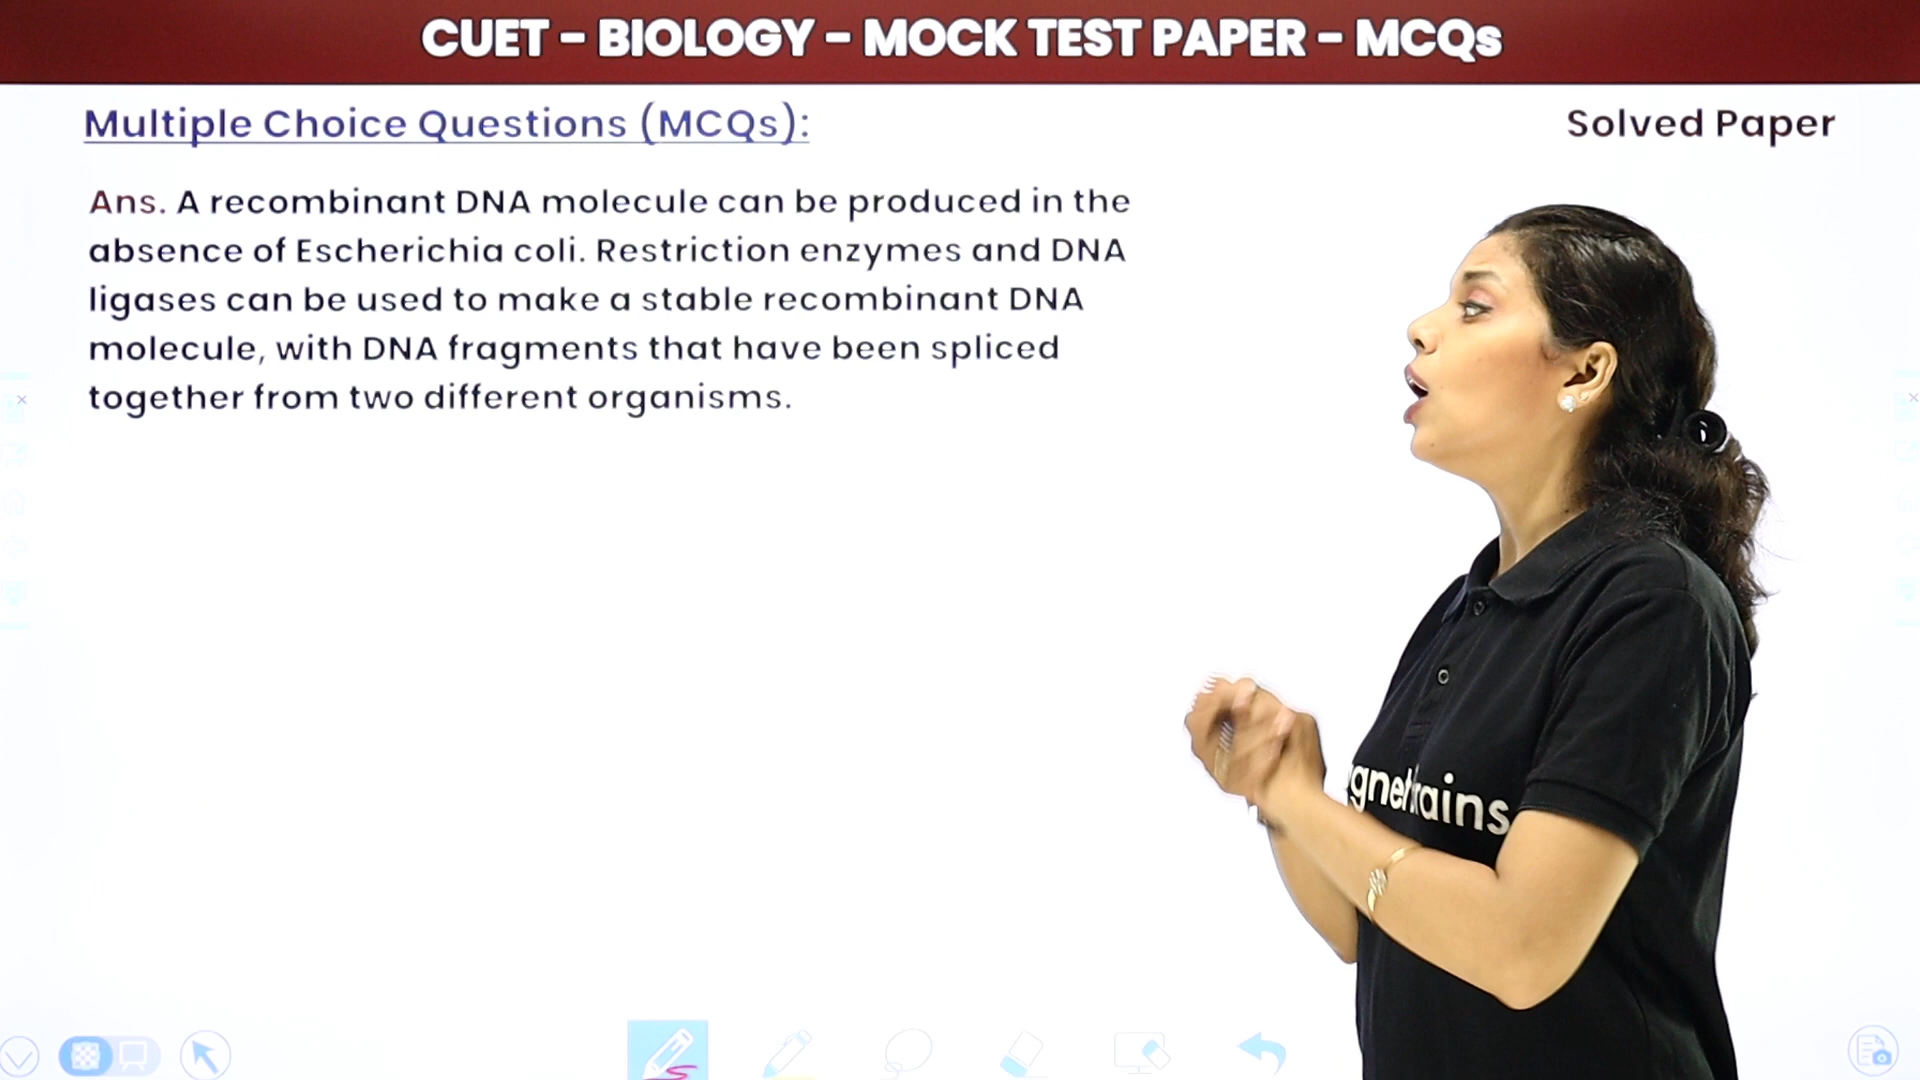 CUET - BIOLOGY - MOCK TEST PAPER - MCQs
Multiple Choice Questions (MCQs):
Solved Paper
Ans. A recombinant DNA molecule can be produced in the
absence of Escherichia coli. Restriction enzymes and DNA
ligases can be used to make a stable recombinant DNA
molecule, with DNA fragments that have been spliced
together from two different organisms.
gnet rains